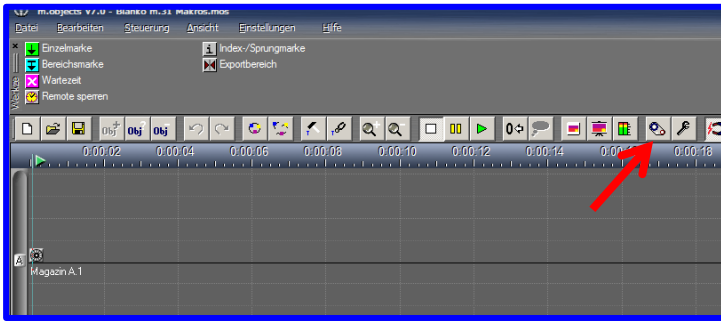 m.objects v7.0 - Blanko m.31 Makros.mos
Datei Bearbeiten Steuerung Ansicht Einstellungen Hilfe
Einzelmarke Index-/Sprungmarke
Bereichsmarke Exportbereich
Wartezeit
Remote sperren
Obj Obj Obj
0:00:02 0:00:04 0:00:06 0:00:08 0:00:10 0:00:12 0:00:14 0:00:18
A
Magazin A.1